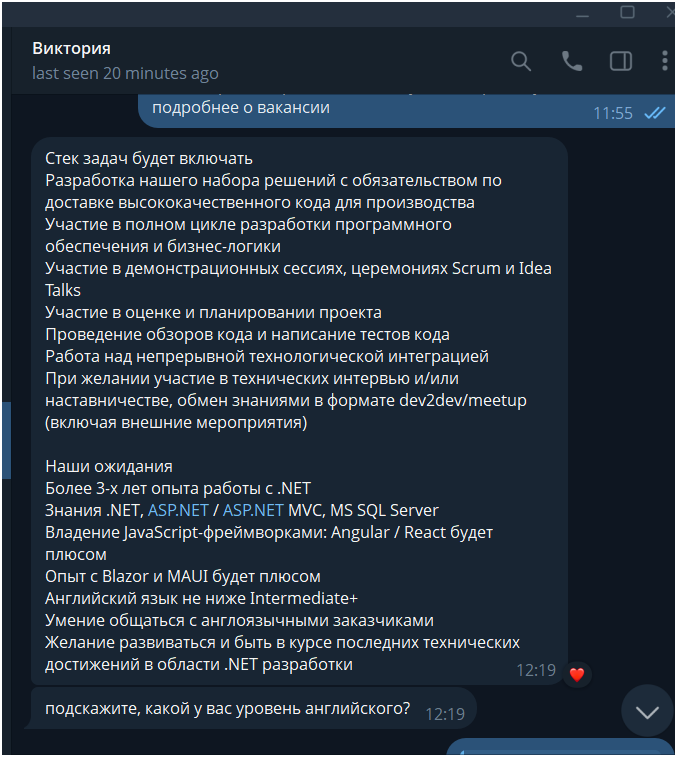 Виктория
last seen 20 minutes ago
подробнее о вакансии
11:55
Стек задач будет включать
Разработка нашего набора решений с обязательством по
доставке высококачественного кода для производства
Участие в полном цикле разработки программного
обеспечения и бизнес-логики
Участие в демонстрационных сессиях, церемониях Scrum и Idea
Talks
Участие в оценке и планировании проекта
Проведение обзоров кода и написание тестов кода
Работа над непрерывной технологической интеграцией
При желании участие в технических интервью и/или
наставничестве, обмен знаниями в формате dev2dev/meetup
(включая внешние мероприятия)
Наши ожидания
Более 3-х лет опыта работы с .NET
Знания .NET, ASP.NET / ASP.NET MVC, MS SQL Server
Владение JavaScript-фреймворками: Angular / React будет
плюсом
Опыт с Blazor и MAUI будет плюсом
Английский язык не ниже Intermediate+
Умение общаться с англоязычными заказчиками
Желание развиваться и быть в курсе последних технических
достижений в области .NET разработки
12:19
подскажите, какой у вас уровень английского?
12:19